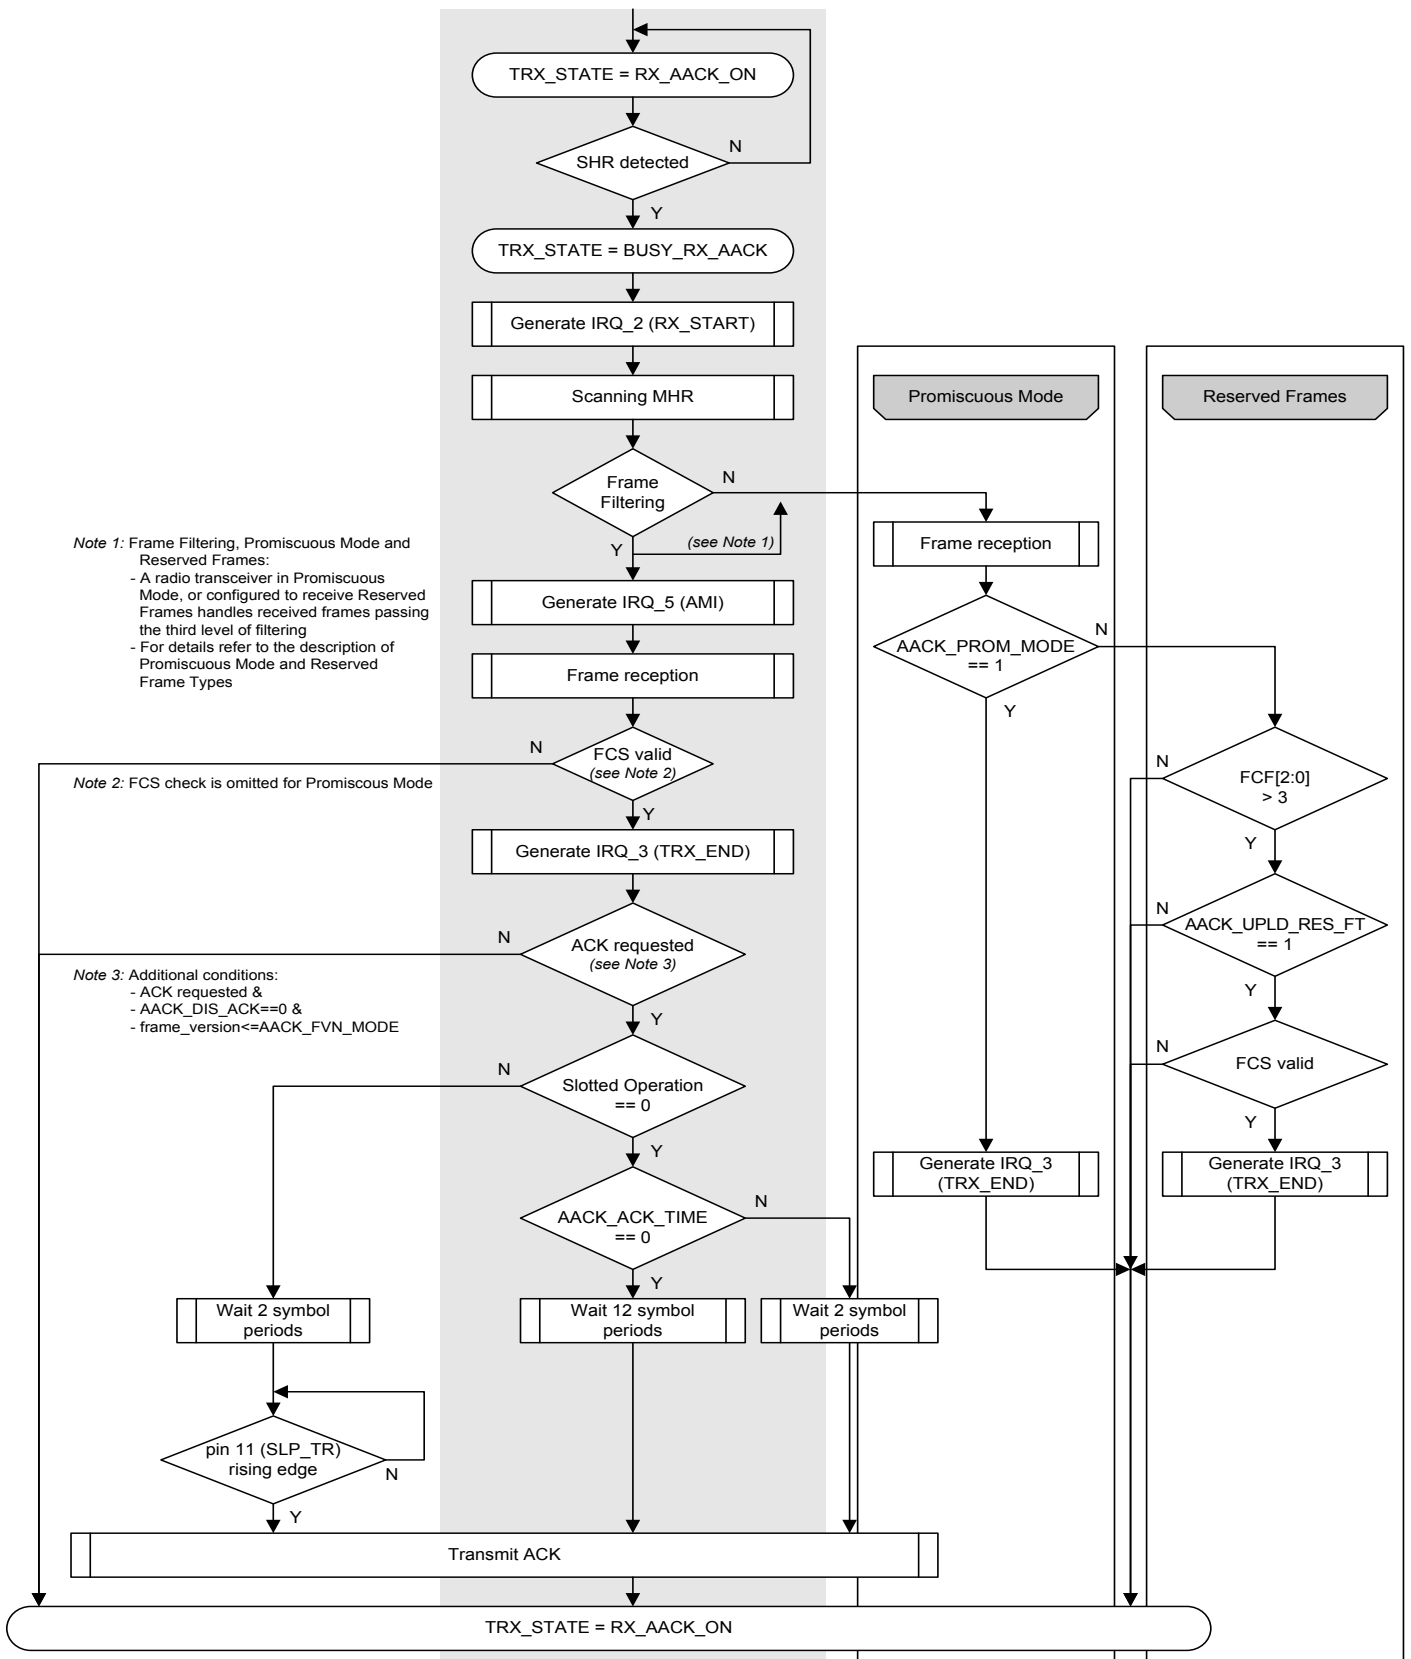 TRX_STATE = RX_AACK_ON
SHR detected
N
Y
TRX_STATE = BUSY_RX_AACK
Generate IRQ_2 (RX_START)
Scanning MHR
Promiscuous Mode
Reserved Frames
Frame
Filtering
N
Y
(see Note 1)
Note 1: Frame Filtering, Promiscuous Mode and
Reserved Frames:
- A radio transceiver in Promiscuous
Mode, or configured to receive Reserved
Frames handles received frames passing
the third level of filtering
- For details refer to the description of
Promiscuous Mode and Reserved
Frame Types
Frame reception
Generate IRQ_5 (AMI)
AACK_PROM_MODE
== 1
N
Y
Frame reception
FCS valid
(see Note 2)
N
Y
Note 2: FCS check is omitted for Promiscous Mode
FCF[2:0]
> 3
N
Y
Generate IRQ_3 (TRX_END)
ACK requested
(see Note 3)
N
Y
AACK_UPLD_RES_FT
== 1
N
Y
Note 3: Additional conditions:
- ACK requested &
- AACK_DIS_ACK==0 &
- frame_version<=AACK_FVN_MODE
Slotted Operation
== 0
N
Y
FCS valid
N
Y
Generate IRQ_3
(TRX_END)
Generate IRQ_3
(TRX_END)
AACK_ACK_TIME
== 0
N
Y
Wait 2 symbol
periods
Wait 12 symbol
periods
Wait 2 symbol
periods
pin 11 (SLP_TR)
rising edge
N
Y
Transmit ACK
TRX_STATE = RX_AACK_ON